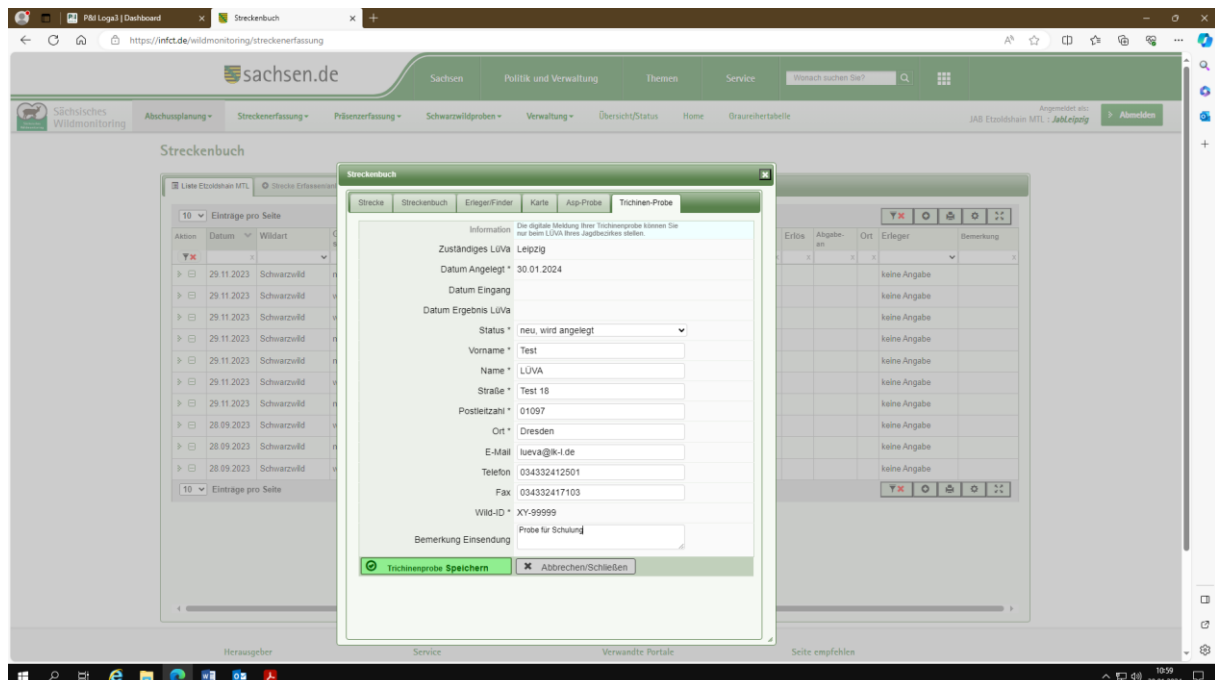 P&I Loga3 | Dashboard
Streckenbuch
https://infct.de/wildmonitoring/streckenerfassung
sachsen.de
Sachsen
Politik und Verwaltung
Themen
Service
Wonach suchen Sie?
Sächsisches
Wildmonitoring
Abschussplanung
Streckenerfassung
Präsenzerfassung
Schwarzwildproben
Verwaltung
Übersicht/Status
Home
Graureihertabelle
Angemeldet als:
JAB Etzoldshain MTL : JabLeipzig
Abmelden
Streckenbuch
Liste Etzoldshain MTL
Strecke
10 Einträge pro Seite
Aktion Datum Wildart
Erlös Abgabe-an Ort Erleger Bemerkung
29.11.2023 Schwarzwild keine Angabe
29.11.2023 Schwarzwild keine Angabe
29.11.2023 Schwarzwild keine Angabe
29.11.2023 Schwarzwild keine Angabe
29.11.2023 Schwarzwild keine Angabe
29.11.2023 Schwarzwild keine Angabe
29.11.2023 Schwarzwild keine Angabe
28.09.2023 Schwarzwild keine Angabe
28.09.2023 Schwarzwild keine Angabe
28.09.2023 Schwarzwild keine Angabe
10 Einträge pro Seite
Streckenbuch
Strecke
Streckenbuch
Erleger/Finder
Karte
Asp-Probe
Trichinen-Probe
Information Die digitale Meldung Ihrer Trichinenprobe können Sie
nur beim LÜVA Ihres Jagdbezirkes stellen.
Zuständiges LüVa Leipzig
Datum Angelegt * 30.01.2024
Datum Eingang
Datum Ergebnis LüVa
Status * neu, wird angelegt
Vorname * Test
Name * LÜVA
Straße * Test 18
Postleitzahl * 01097
Ort * Dresden
E-Mail lueva@lk-l.de
Telefon 034332412501
Fax 034332417103
Wild-ID * XY-99999
Bemerkung Einsendung Probe für Schulung
Trichinenprobe Speichern
Abbrechen/Schließen
Herausgeber
Service
Verwandte Portale
Seite empfehlen
10:59